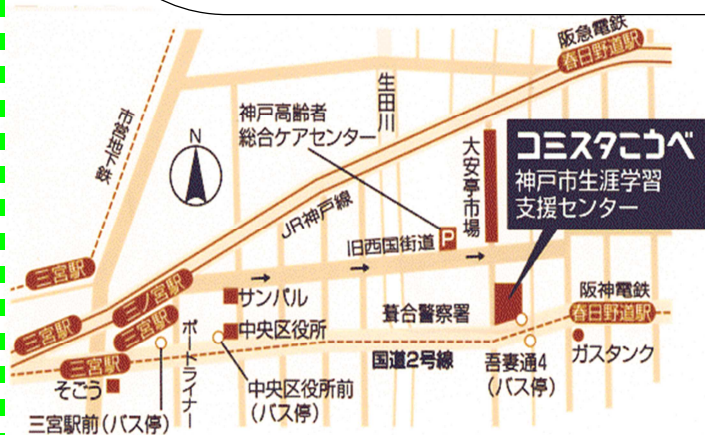 阪急電鉄
春日野道駅
生田川
市営地下鉄
神戸高齢者
総合ケアセンター
N
大安亭市場
コミスタこうべ
神戸市生涯学習
支援センター
JR神戸線
P
旧西国街道
三宮駅
三ノ宮駅
サンパル
葺合警察署
阪神電鉄
春日野道駅
三宮駅
三宮駅
中央区役所
ポートライナー
国道2号線
吾妻通4
(バス停)
ガスタンク
三宮駅
そごう
中央区役所前
(バス停)
三宮駅前(バス停)